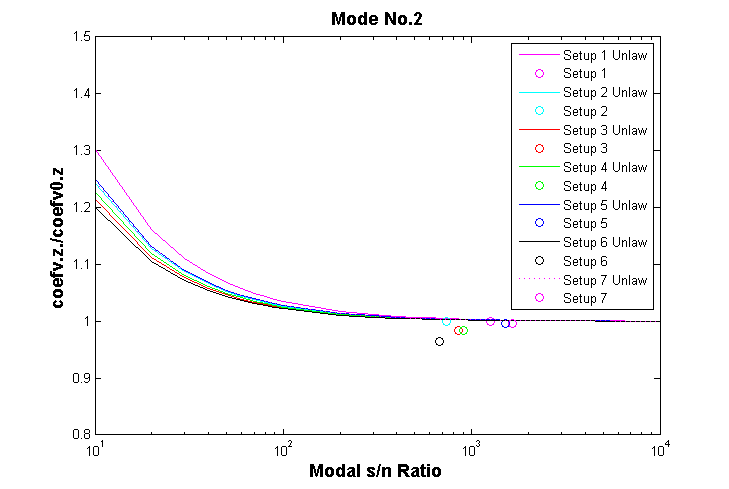 Mode No.2
1.5
1.4
1.3
1.2
1.1
1
0.9
0.8
coefv.z./coefv0.z
10^1
10^2
10^3
10^4
Modal s/n Ratio
Setup 1 Unlaw
Setup 1
Setup 2 Unlaw
Setup 2
Setup 3 Unlaw
Setup 3
Setup 4 Unlaw
Setup 4
Setup 5 Unlaw
Setup 5
Setup 6 Unlaw
Setup 6
Setup 7 Unlaw
Setup 7